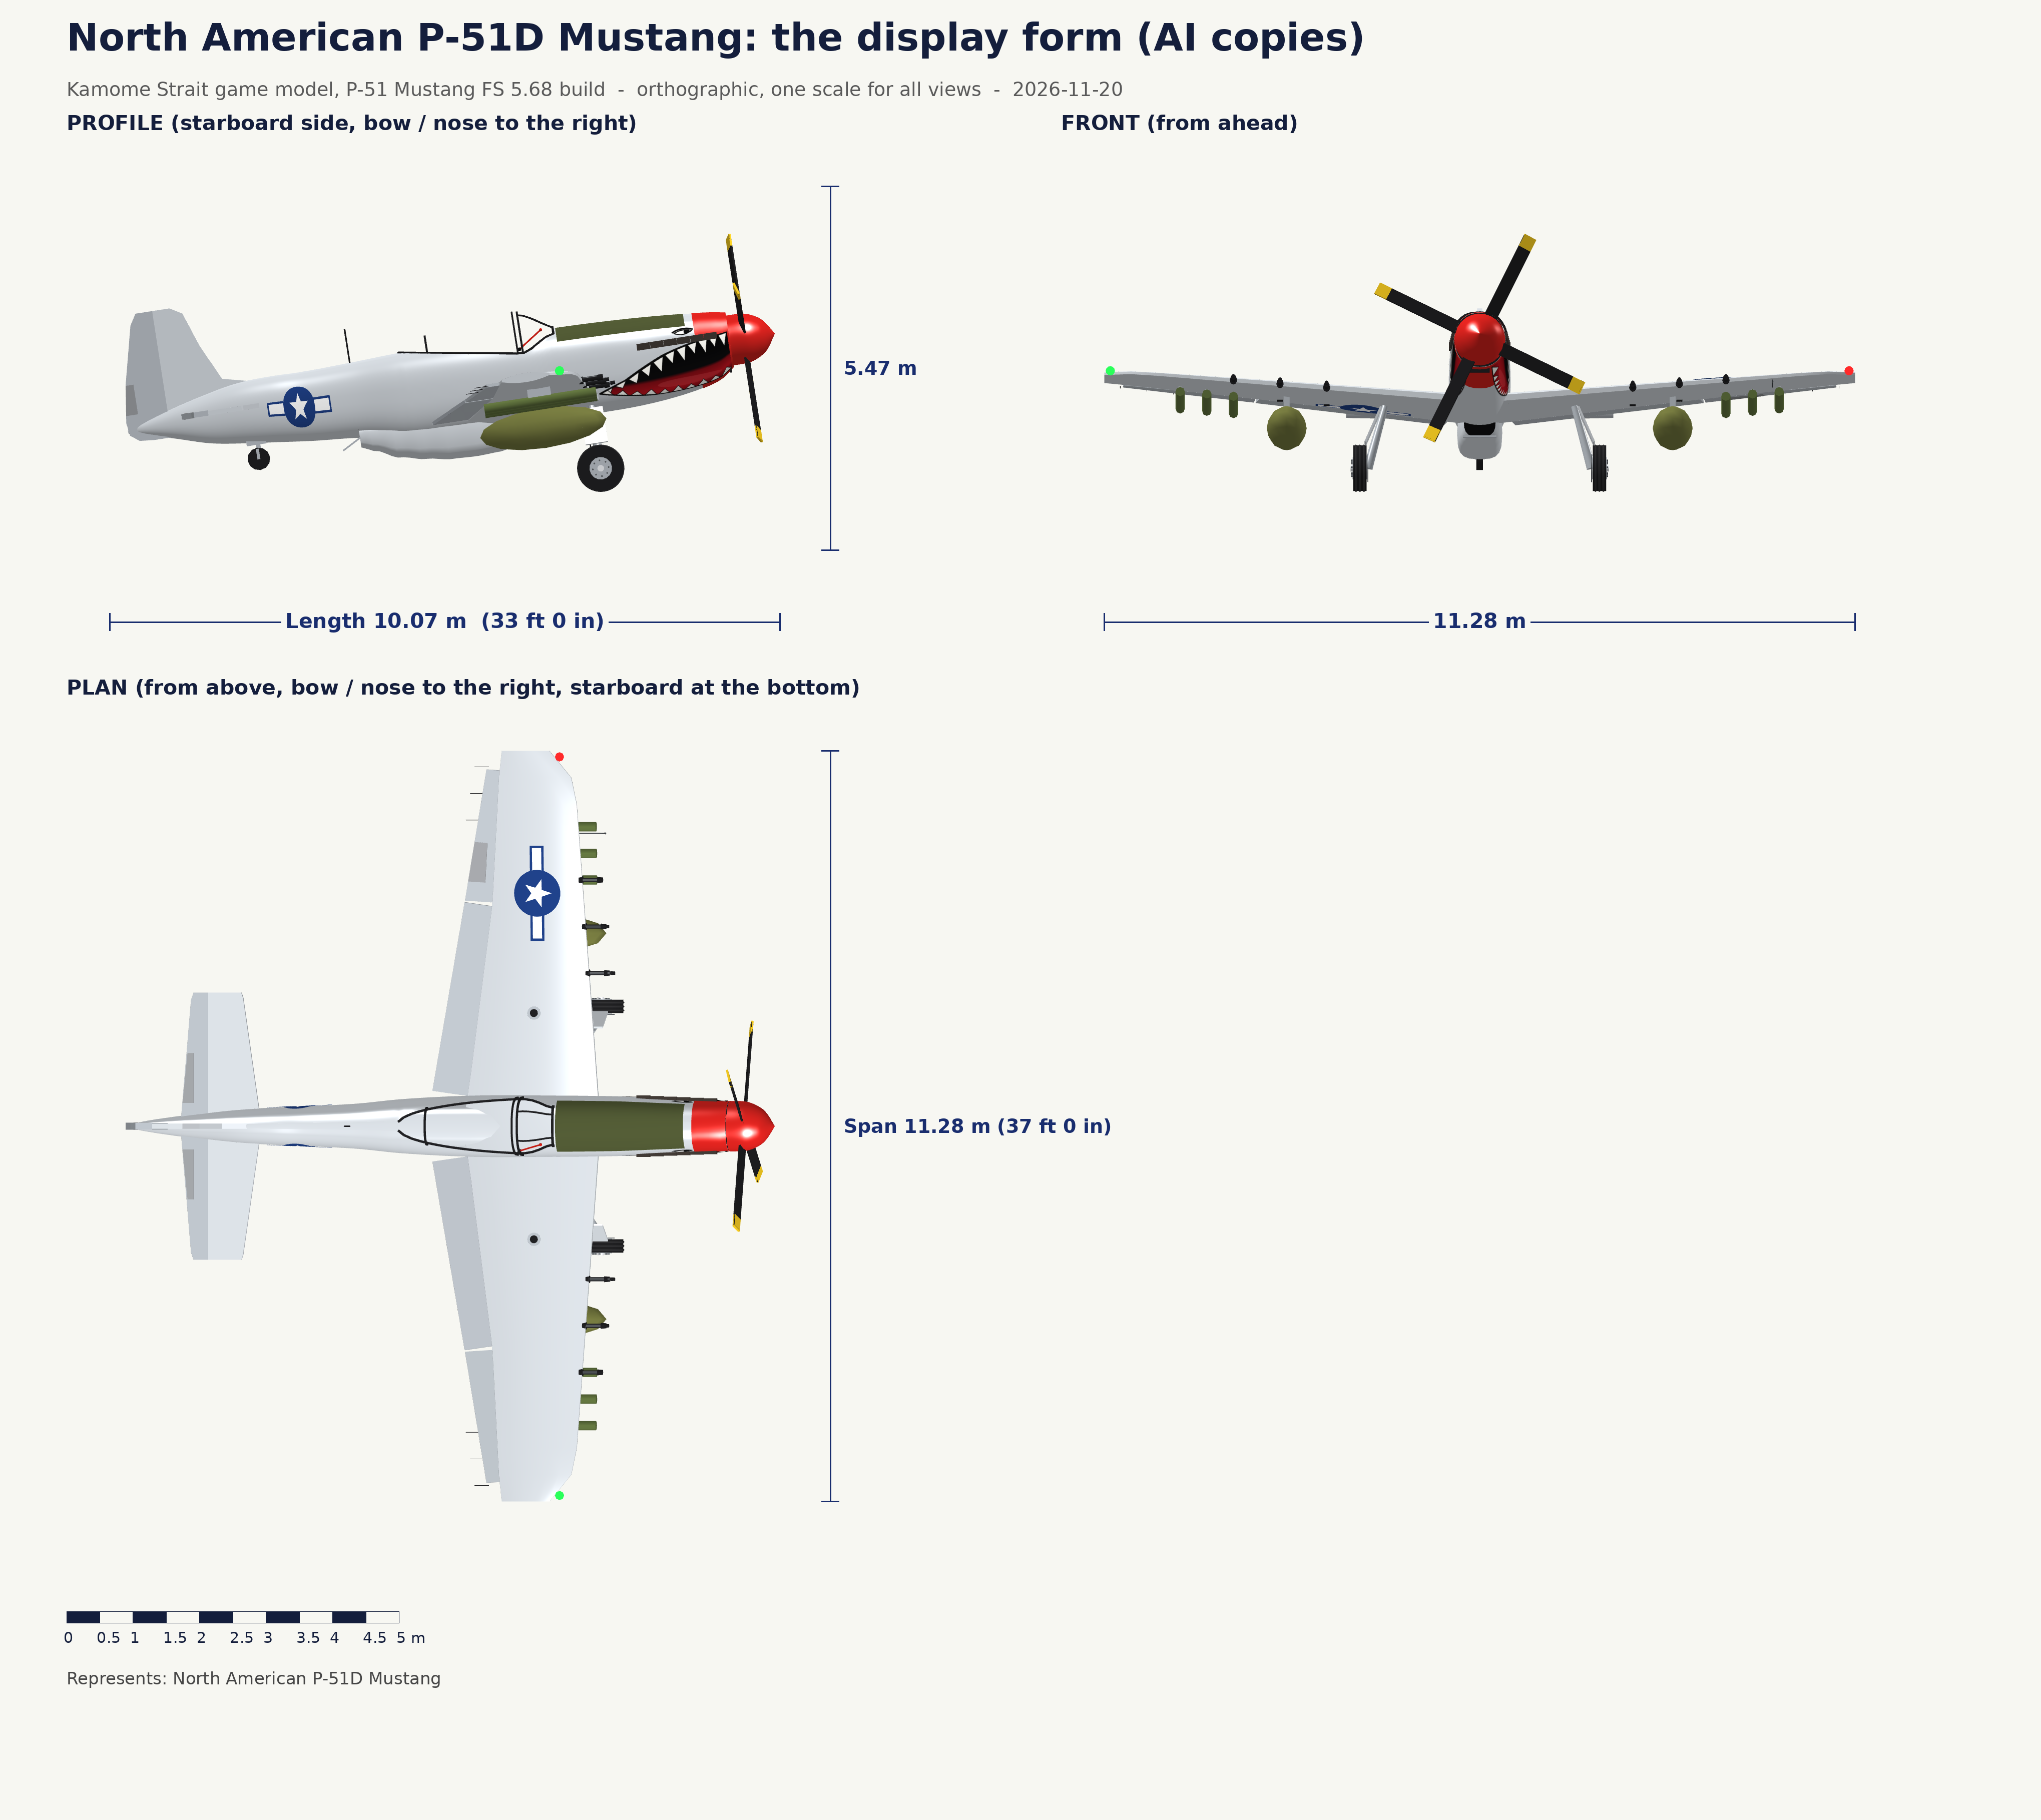 North American P-51D Mustang: the display form (AI copies)
Kamome Strait game model, P-51 Mustang FS 5.68 build  -  orthographic, one scale for all views  -  2026-11-20
PROFILE (starboard side, bow / nose to the right)
FRONT (from ahead)
5.47 m
Length 10.07 m  (33 ft 0 in)
11.28 m
PLAN (from above, bow / nose to the right, starboard at the bottom)
Span 11.28 m (37 ft 0 in)
0 0.5 1 1.5 2 2.5 3 3.5 4 4.5 5 m
Represents: North American P-51D Mustang